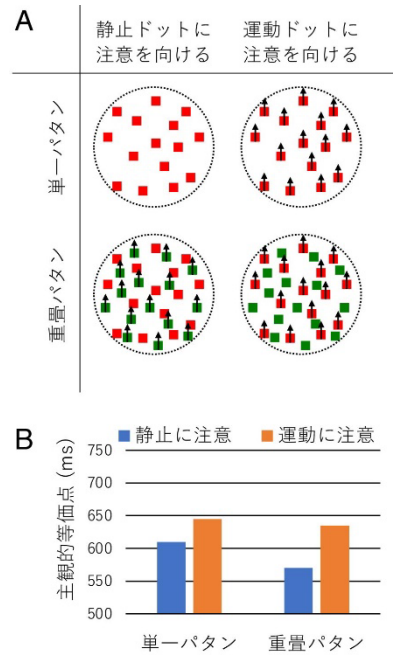 A
静止ドットに
注意を向ける
運動ドットに
注意を向ける
単一パタン
重畳パタン
B
静止に注意
運動に注意
主観的等価点 (ms)
750
700
650
600
550
500
単一パタン
重畳パタン